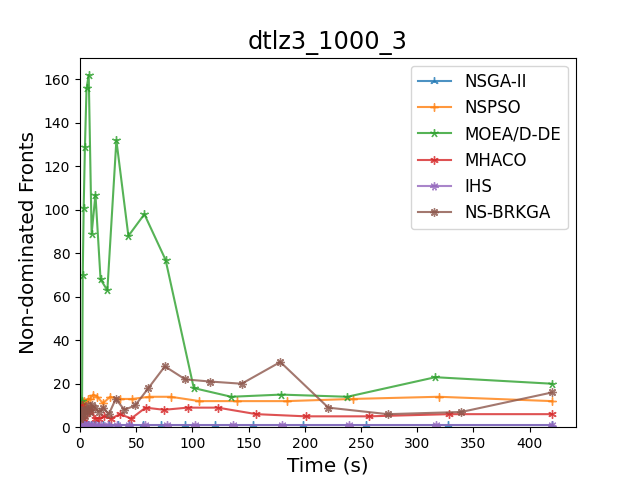 dtlz3_1000_3
Non-dominated Fronts
160
140
120
100
80
60
40
20
0
NSGA-II
NSPSO
MOEA/D-DE
MHACO
IHS
NS-BRKGA
0 50 100 150 200 250 300 350 400
Time (s)